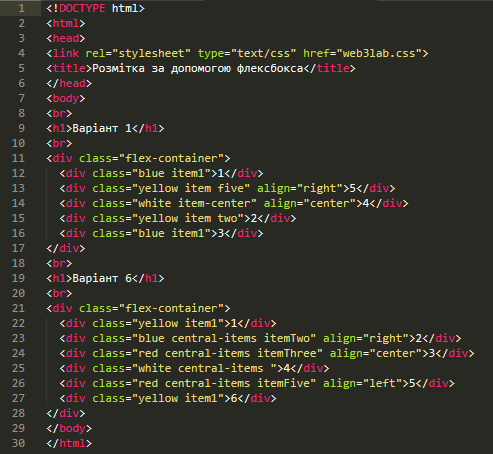 1 <!DOCTYPE html>
2 <html>
3 <head>
4 <link rel="stylesheet" type="text/css" href="web3lab.css">
5 <title>Розмітка за допомогою флексбокса</title>
6 </head>
7 <body>
8 <br>
9 <h1>Варіант 1</h1>
10 <br>
11 <div class="flex-container">
12 <div class="blue item1">1</div>
13 <div class="yellow item five" align="right">5</div>
14 <div class="white item-center" align="center">4</div>
15 <div class="yellow item two">2</div>
16 <div class="blue item1">3</div>
17 </div>
18 <br>
19 <h1>Варіант 6</h1>
20 <br>
21 <div class="flex-container">
22 <div class="yellow item1">1</div>
23 <div class="blue central-items itemTwo" align="right">2</div>
24 <div class="red central-items itemThree" align="center">3</div>
25 <div class="white central-items ">4</div>
26 <div class="red central-items itemFive" align="left">5</div>
27 <div class="yellow item1">6</div>
28 </div>
29 </body>
30 </html>